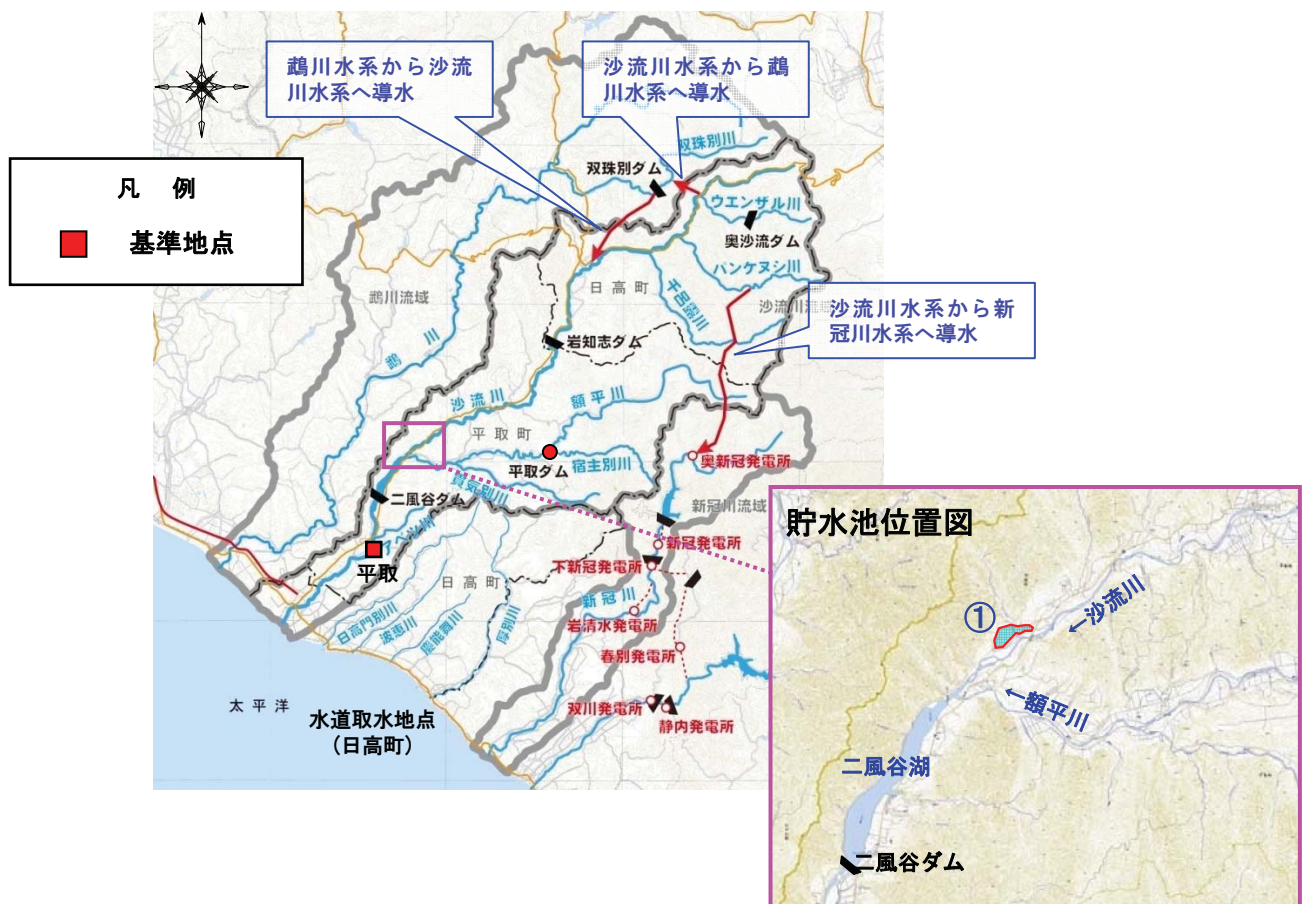 鵡川水系から沙流
川水系へ導水
沙流川水系から鵡
川水系へ導水
凡 例
基準地点
双珠別川
双珠別ダム
ウエンザル川
奥沙流ダム
パンケヌシ川
日高町
千呂露川
沙流川流域
沙流川水系から新
冠川水系へ導水
鵡川流域
岩知志ダム
鵡川
沙流川
額平川
平取町
平取ダム
宿主別川
奥新冠発電所
貫気別川
二風谷ダム
新冠川流域
新冠発電所
平取
下新冠発電所
日高町
新冠川
日高門別川
波恵川
慶能舞川
厚別川
岩清水発電所
春別発電所
太平洋
水道取水地点
(日高町)
双川発電所
静内発電所
貯水池位置図
①
←沙流川
←額平川
二風谷湖
二風谷ダム